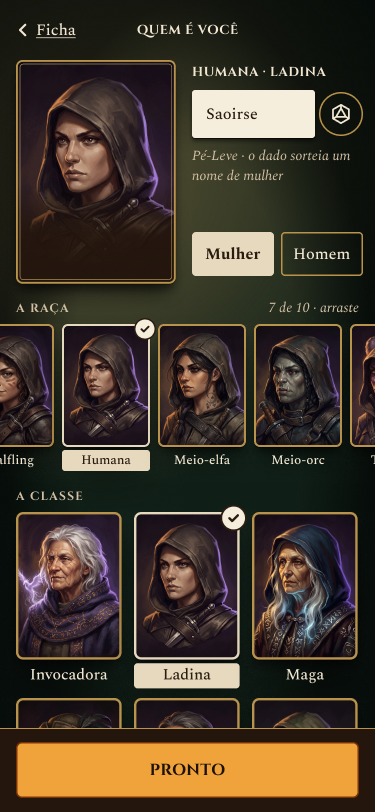 Ficha
QUEM É VOCÊ
HUMANA · LADINA
Saoirse
Pé-Leve · o dado sorteia um
nome de mulher
Mulher
Homem
A RAÇA
7 de 10 · arraste
alfling
Humana
Meio-elfa
Meio-orc
A CLASSE
Invocadora
Ladina
Maga
PRONTO